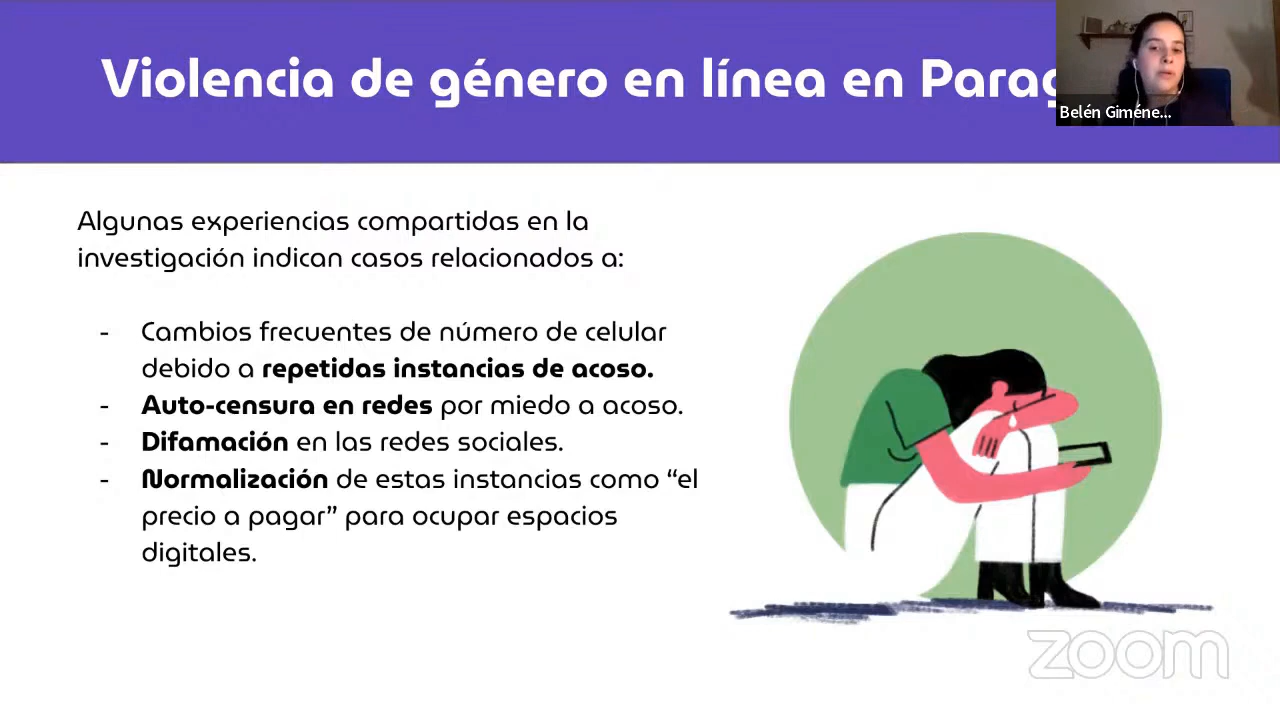 Violencia de género en línea en Parag
Belén Giméne...
Algunas experiencias compartidas en la
investigación indican casos relacionados a:
- Cambios frecuentes de número de celular
debido a repetidas instancias de acoso.
- Auto-censura en redes por miedo a acoso.
- Difamación en las redes sociales.
- Normalización de estas instancias como “el
precio a pagar” para ocupar espacios
digitales.
zoom